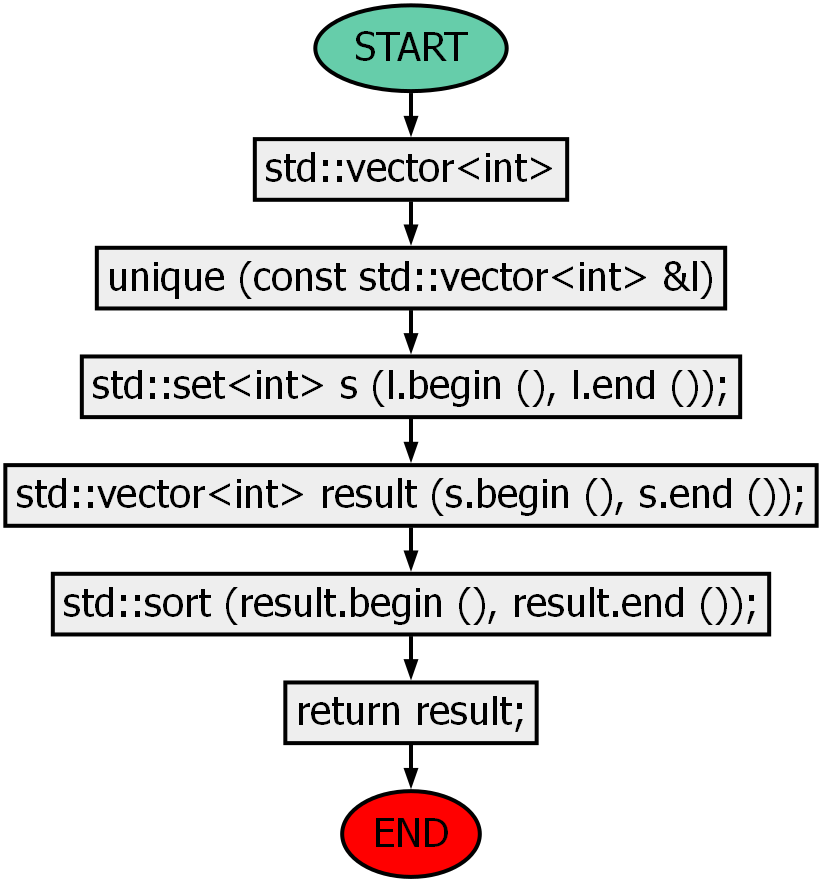 START
std::vector<int>
unique (const std::vector<int> &l)
std::set<int> s (l.begin (), l.end ());
std::vector<int> result (s.begin (), s.end ());
std::sort (result.begin (), result.end ());
return result;
END